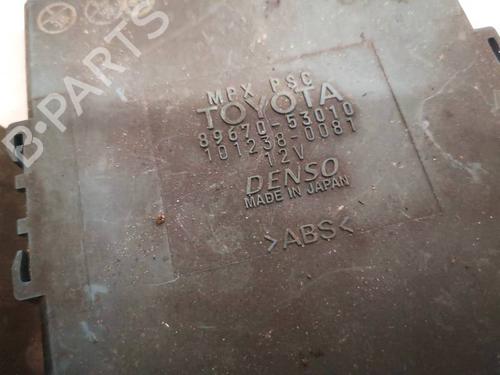 B-PARTS
MPX PSC
TOYOTA
89670-53010
101238-0081
12V
DENSO
MADE IN JAPAN
>ABS<